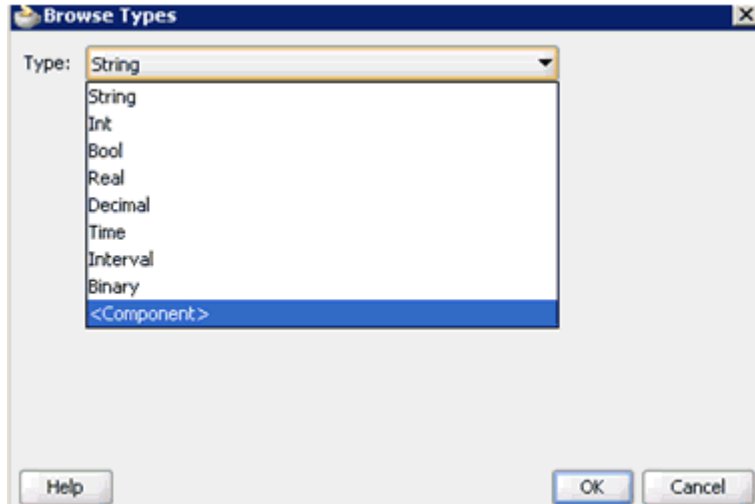 Browse Types
Type: String
String
Int
Bool
Real
Decimal
Time
Interval
Binary
<Component>
Help OK Cancel